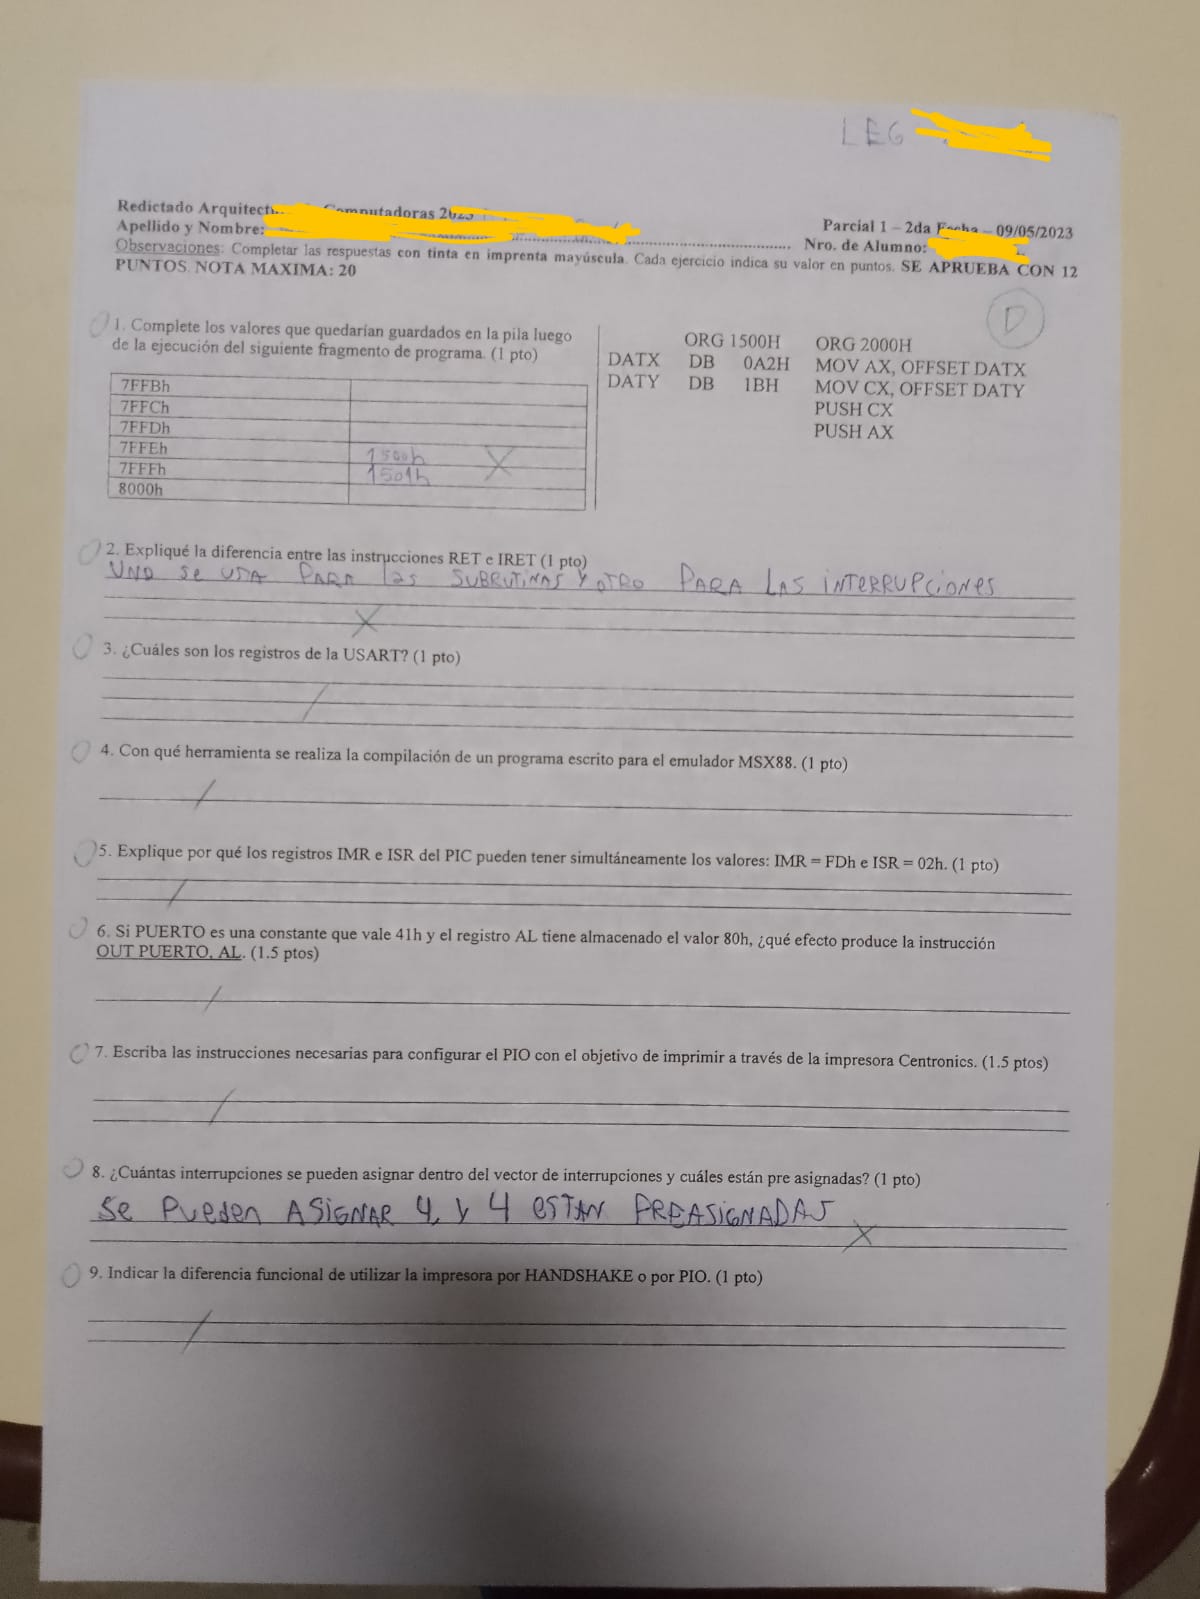 LEG
Redictado Arquitect Computadoras 2023
Parcial 1 – 2da Fecha – 09/05/2023
Apellido y Nombre:
Nro. de Alumno:
Observaciones: Completar las respuestas con tinta en imprenta mayúscula. Cada ejercicio indica su valor en puntos. SE APRUEBA CON 12
PUNTOS. NOTA MAXIMA: 20
D
1. Complete los valores que quedarían guardados en la pila luego
de la ejecución del siguiente fragmento de programa. (1 pto)
7FFBh
7FFCh
7FFDh
7FFEh 1500h X
7FFFh 1501h
8000h
ORG 1500H
DATX DB 0A2H
DATY DB 1BH
ORG 2000H
MOV AX, OFFSET DATX
MOV CX, OFFSET DATY
PUSH CX
PUSH AX
2. Expliqué la diferencia entre las instrucciones RET e IRET (1 pto)
UNO Se USA PARA las SUBRUTINAS Y OTRO PARA LAS INTERRUPCIONES
X
3. ¿Cuáles son los registros de la USART? (1 pto)
/
4. Con qué herramienta se realiza la compilación de un programa escrito para el emulador MSX88. (1 pto)
/
5. Explique por qué los registros IMR e ISR del PIC pueden tener simultáneamente los valores: IMR = FDh e ISR = 02h. (1 pto)
/
6. Si PUERTO es una constante que vale 41h y el registro AL tiene almacenado el valor 80h, ¿qué efecto produce la instrucción
OUT PUERTO, AL. (1.5 ptos)
/
7. Escriba las instrucciones necesarias para configurar el PIO con el objetivo de imprimir a través de la impresora Centronics. (1.5 ptos)
/
8. ¿Cuántas interrupciones se pueden asignar dentro del vector de interrupciones y cuáles están pre asignadas? (1 pto)
Se Pueden ASIGNAR 4, y 4 eSTAN PREASIGNADAS
X
9. Indicar la diferencia funcional de utilizar la impresora por HANDSHAKE o por PIO. (1 pto)
/